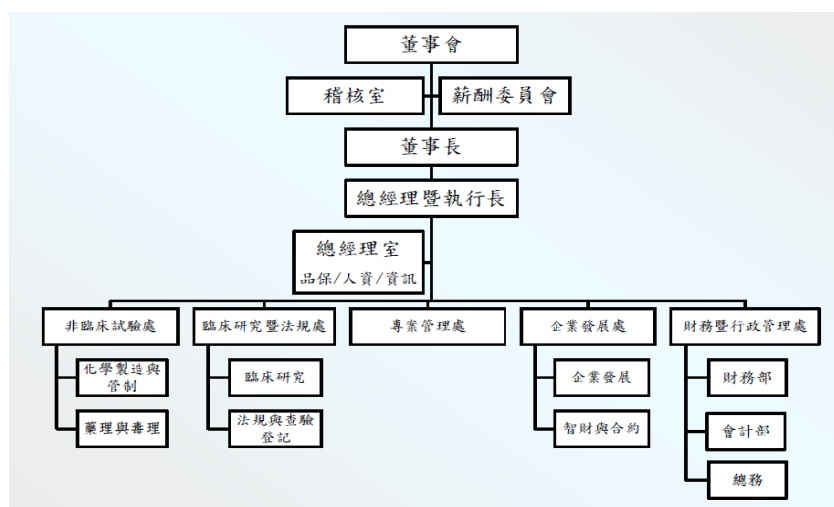 董事會
稽核室
薪酬委員會
董事長
總經理暨執行長
總經理室
品保/人資/資訊
非臨床試驗處
臨床研究暨法規處
專案管理處
企業發展處
財務暨行政管理處
化學製造與
管制
臨床研究
企業發展
財務部
藥理與毒理
法規與查驗
登記
智財與合約
會計部
總務